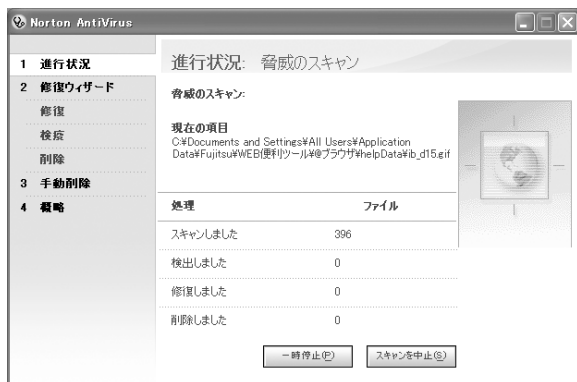 Norton AntiVirus
1 進行状況
2 修復ウィザード
修復
検疫
削除
3 手動削除
4 概略
進行状況: 脅威のスキャン
脅威のスキャン:
現在の項目
C:¥Documents and Settings¥All Users¥Application
Data¥Fujitsu¥WEB便利ツール¥@ブラウザ¥helpData¥ib_d15.gif
処理 ファイル
スキャンしました 396
検出しました 0
修復しました 0
削除しました 0
一時停止(P) スキャンを中止(S)